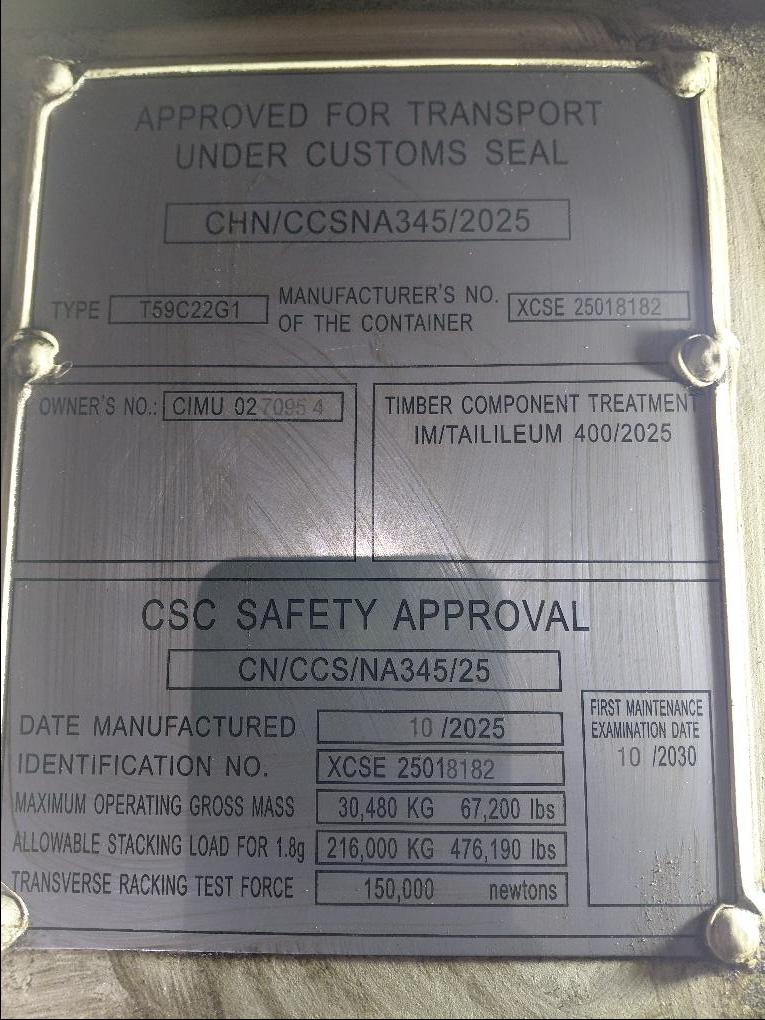 APPROVED FOR TRANSPORT
UNDER CUSTOMS SEAL
CHN/CCSNA345/2025
TYPE T59C22G1 MANUFACTURER'S NO. OF THE CONTAINER XCSE 25018182
OWNER'S NO.: CIMU 027095 4
TIMBER COMPONENT TREATMENT
IM/TAILILEUM 400/2025
CSC SAFETY APPROVAL
CN/CCS/NA345/25
DATE MANUFACTURED 10 /2025
IDENTIFICATION NO. XCSE 25018182
MAXIMUM OPERATING GROSS MASS 30,480 KG 67,200 lbs
ALLOWABLE STACKING LOAD FOR 1.8g 216,000 KG 476,190 lbs
TRANSVERSE RACKING TEST FORCE 150,000 newtons
FIRST MAINTENANCE
EXAMINATION DATE
10 /2030